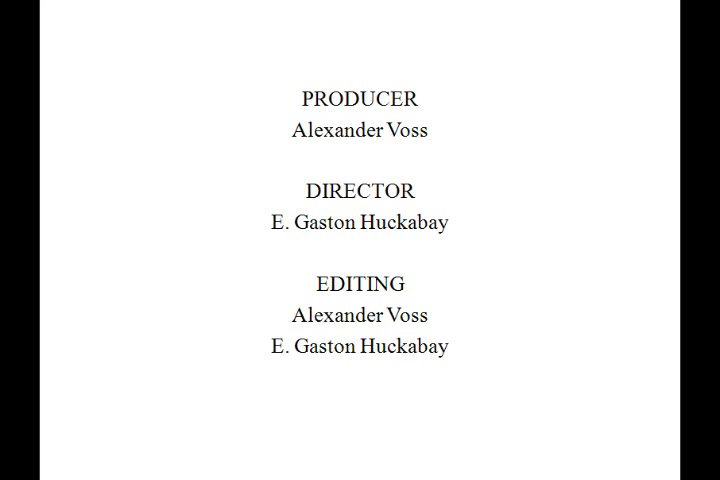 PRODUCER
Alexander Voss
DIRECTOR
E. Gaston Huckabay
EDITING
Alexander Voss
E. Gaston Huckabay